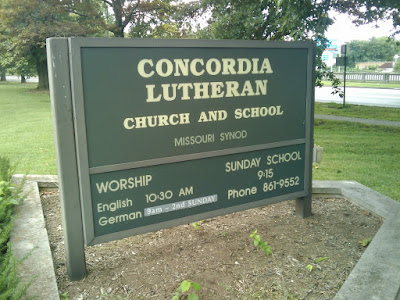 CONCORDIA
LUTHERAN
CHURCH AND SCHOOL
MISSOURI SYNOD
WORSHIP
English 10:30 AM
German 9am - 2nd SUNDAY
SUNDAY SCHOOL
9:15
Phone 861-9552